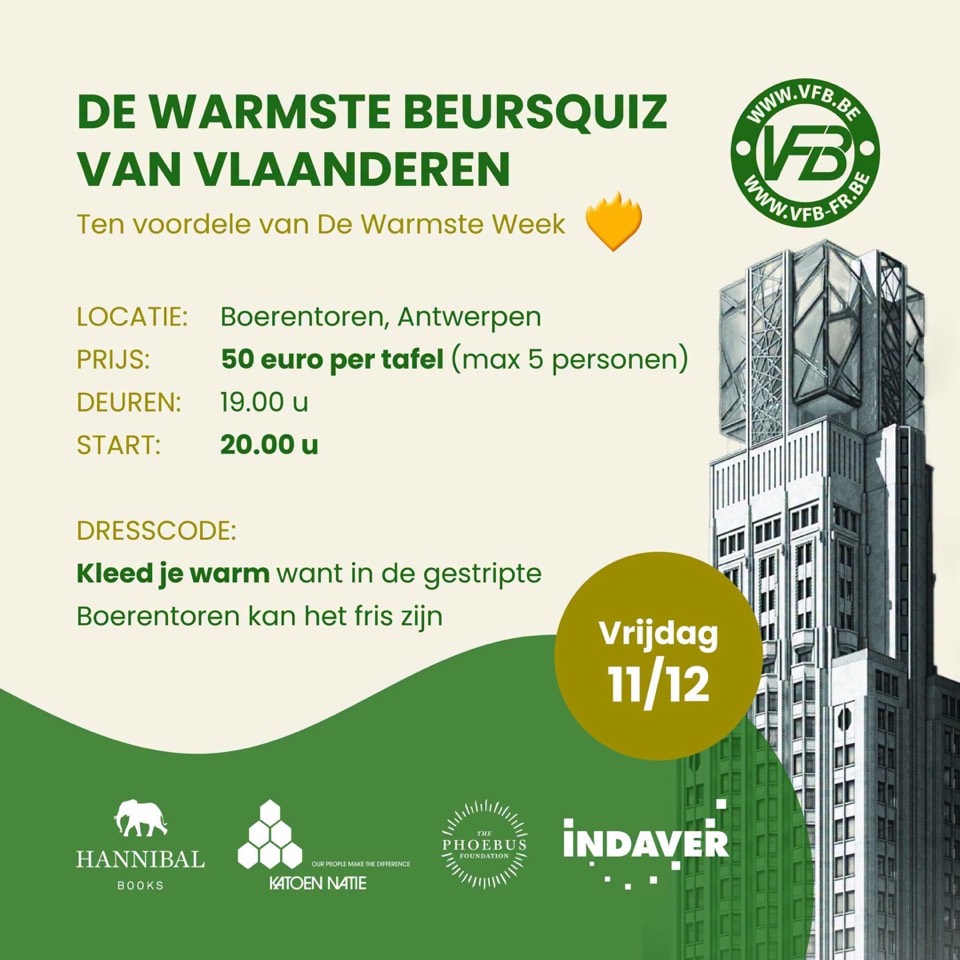 DE WARMSTE BEURSQUIZ
VAN VLAANDEREN
Ten voordele van De Warmste Week
WWW.VFB.BE
VFB
WWW.VFB-FR.BE
LOCATIE: Boerentoren, Antwerpen
PRIJS: 50 euro per tafel (max 5 personen)
DEUREN: 19.00 u
START: 20.00 u
DRESSCODE:
Kleed je warm want in de gestripte
Boerentoren kan het fris zijn
Vrijdag
11/12
HANNIBAL
BOOKS
OUR PEOPLE MAKE THE DIFFERENCE
KATOEN NATIE
THE
PHOEBUS
FOUNDATION
INDAVER